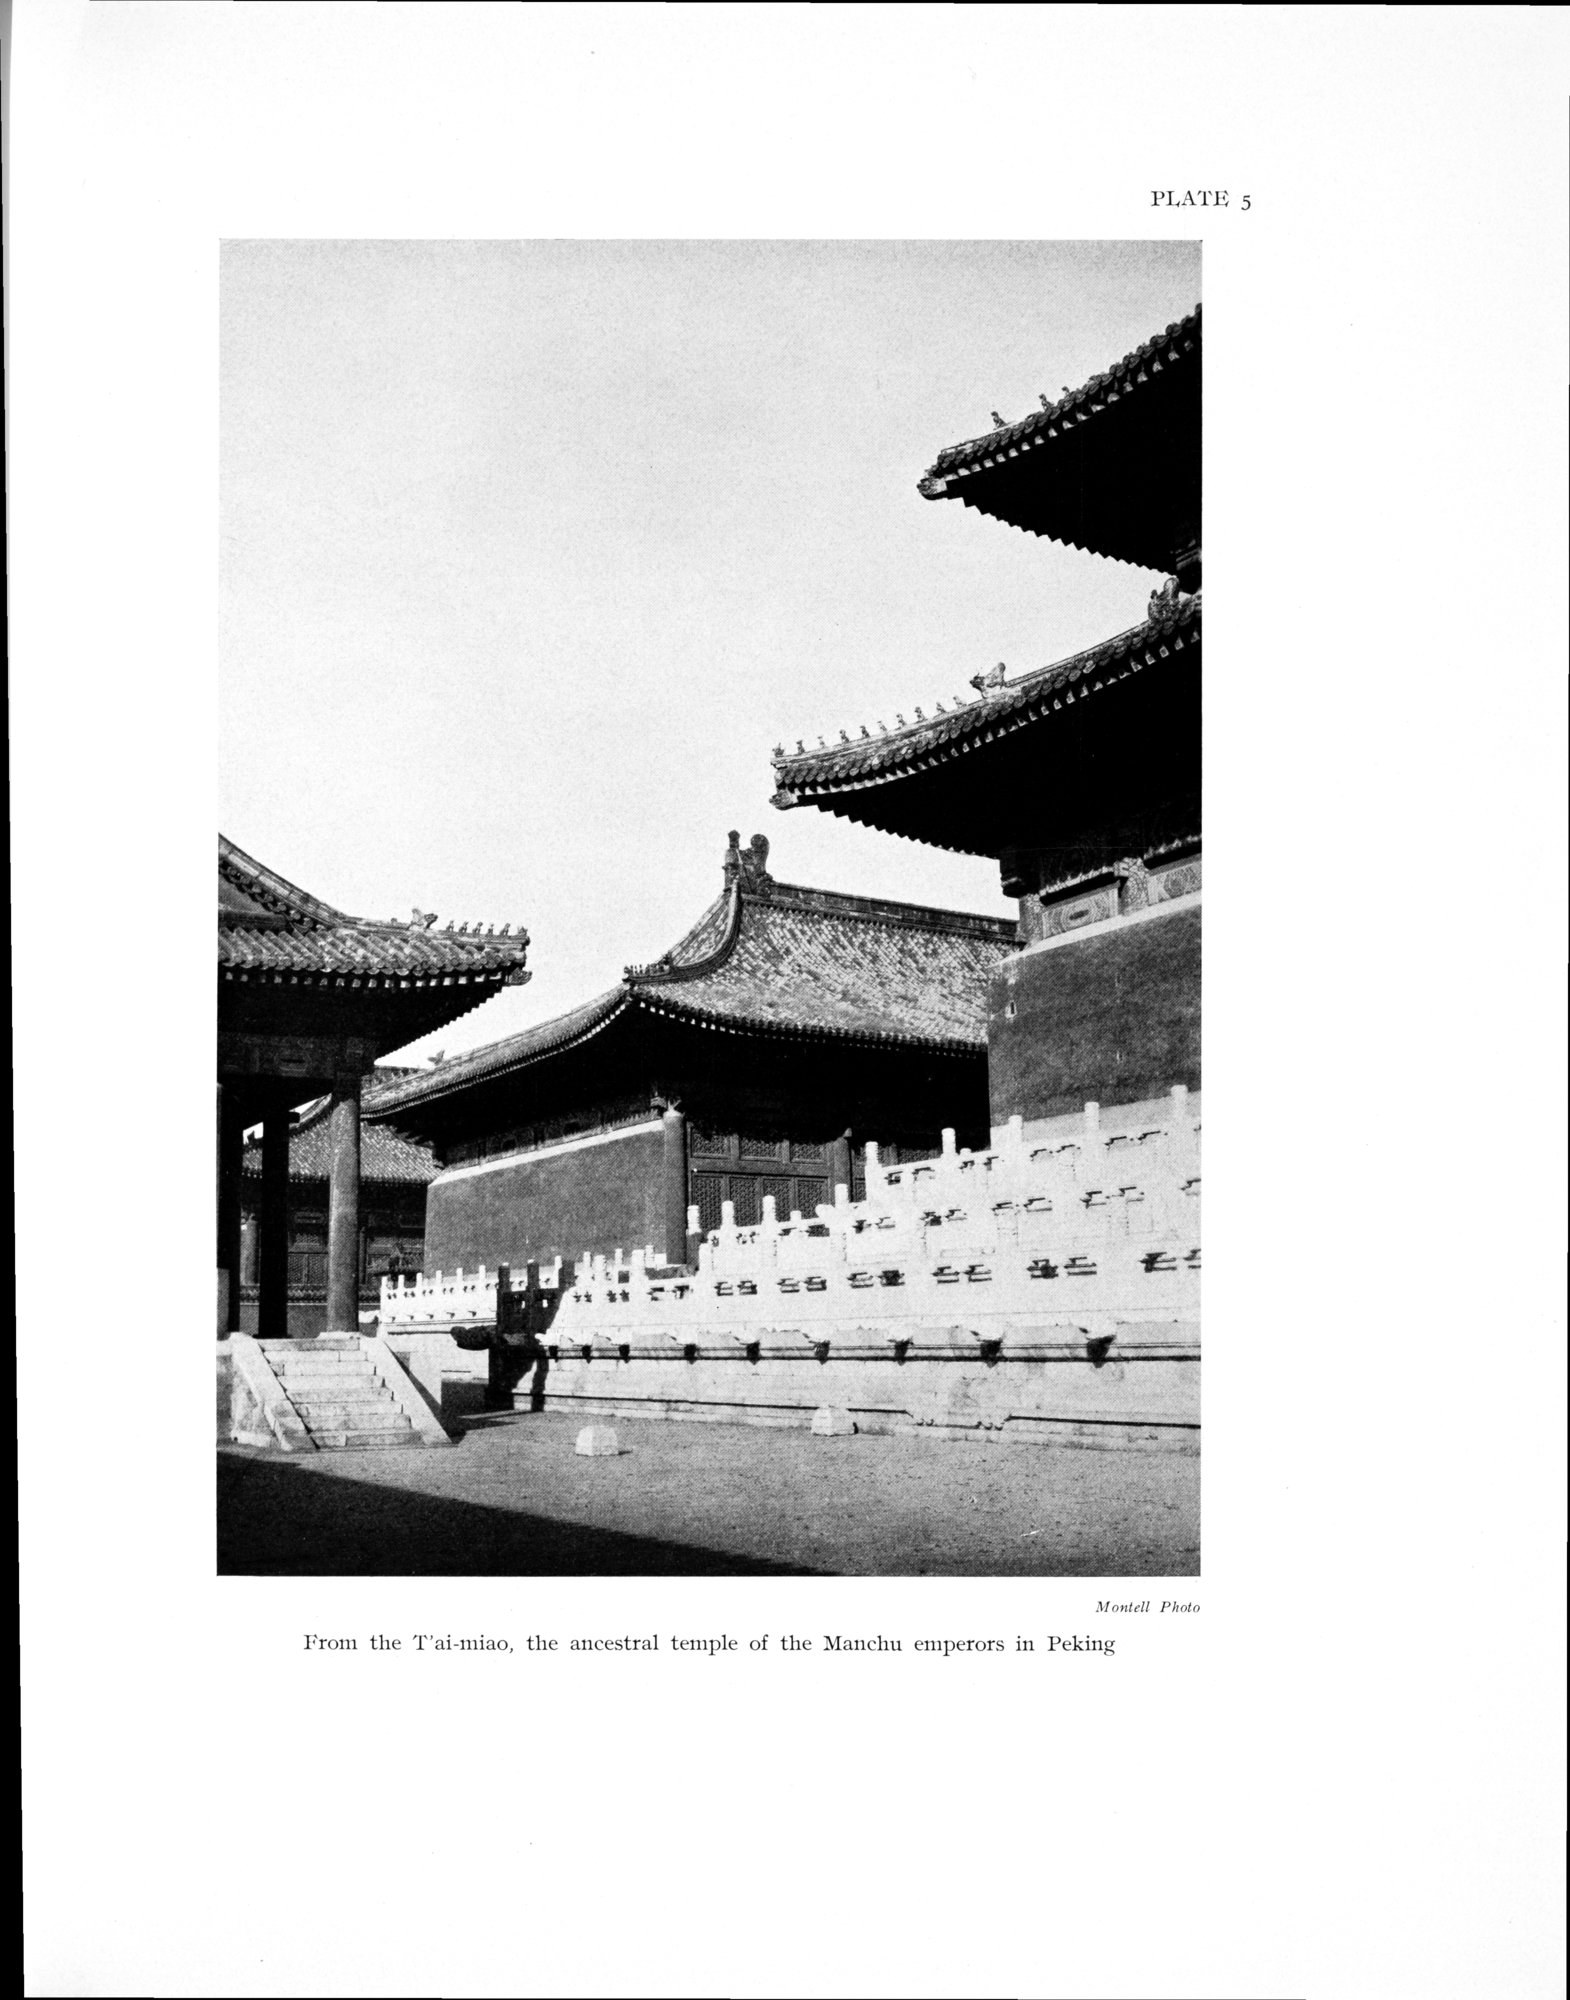 PLATE 5
Montell Photo
From the T'ai-miao, the ancestral temple of the Manchu emperors in Peking